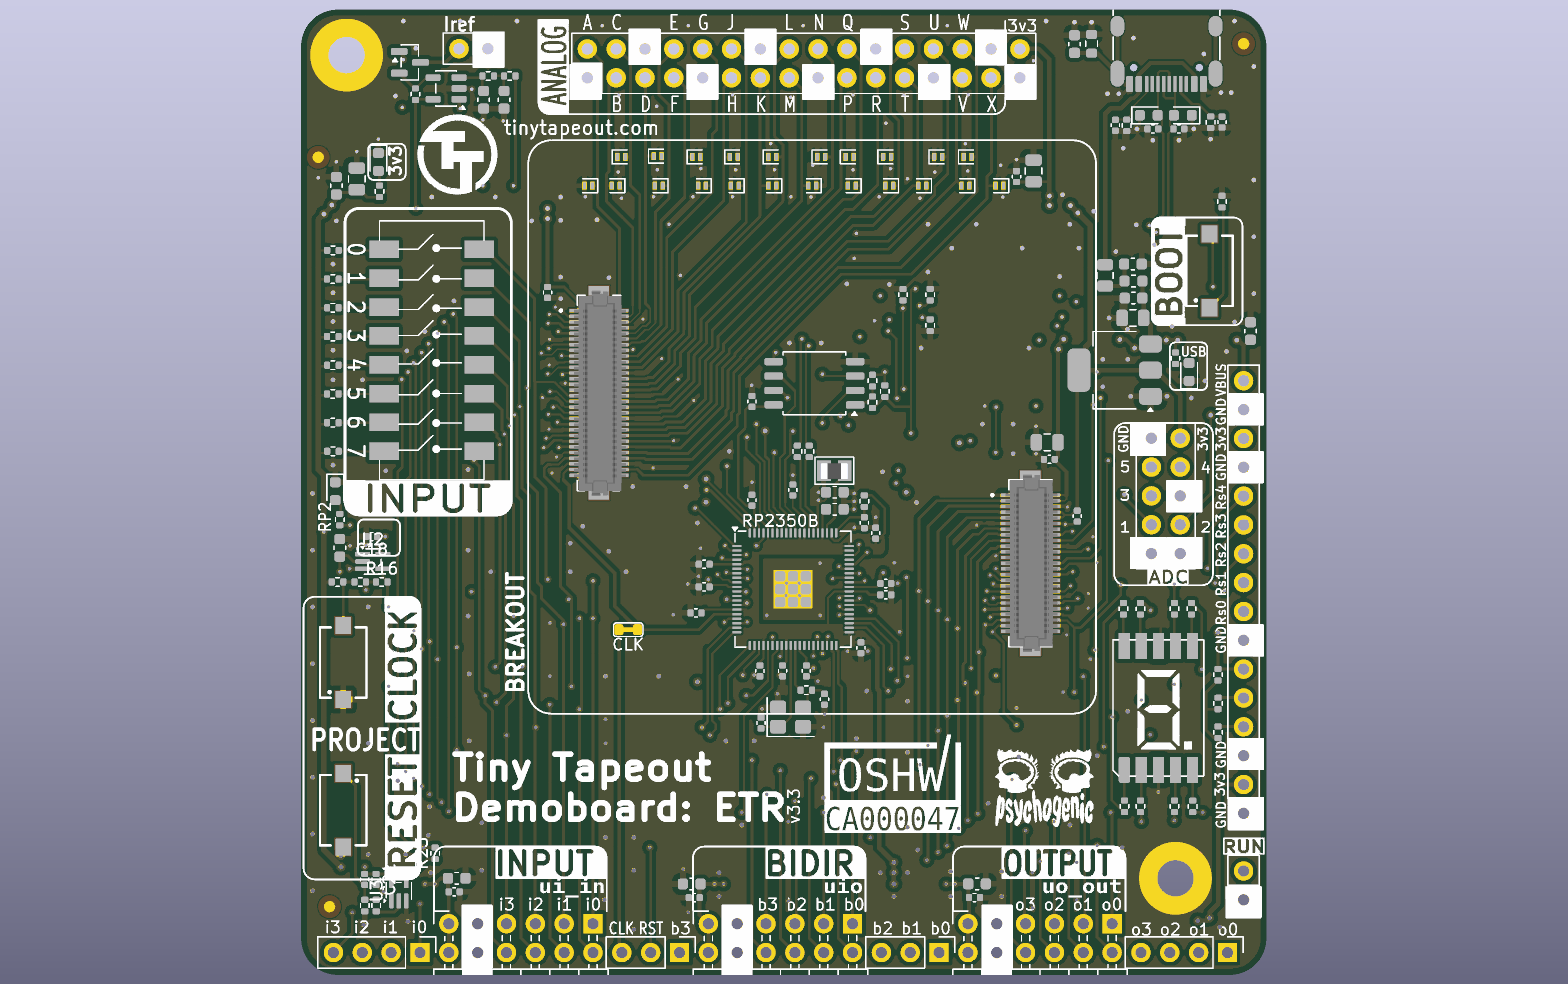 Iref
ANALOG
A C E G J L N Q S U W 3v3
B D F H K M P R T V X
tinytapeout.com
3v3
TT
BOOT
0
1
2
3
4
5
6
7
INPUT
USB
VBUS
GND
3v3
GND
Rs4
Rs3
Rs2
Rs1
Rs0
GND
GND
3v3
GND
GND 3v3
5 4
3
1 2
ADC
RP2
U2
R16
RP2350B
BREAKOUT
CLK
CLOCK
PROJECT
RESET
Tiny Tapeout
Demoboard: ETR
v3.3
OSHW
CA000047
psychogenic
8.
RUN
INPUT
ui_in
i3 i2 i1 i0
BIDIR
uio
b3 b2 b1 b0
OUTPUT
uo_out
o3 o2 o1 o0
i3 i2 i1 i0
CLK RST b3
b2 b1 b0
o3 o2 o1 o0